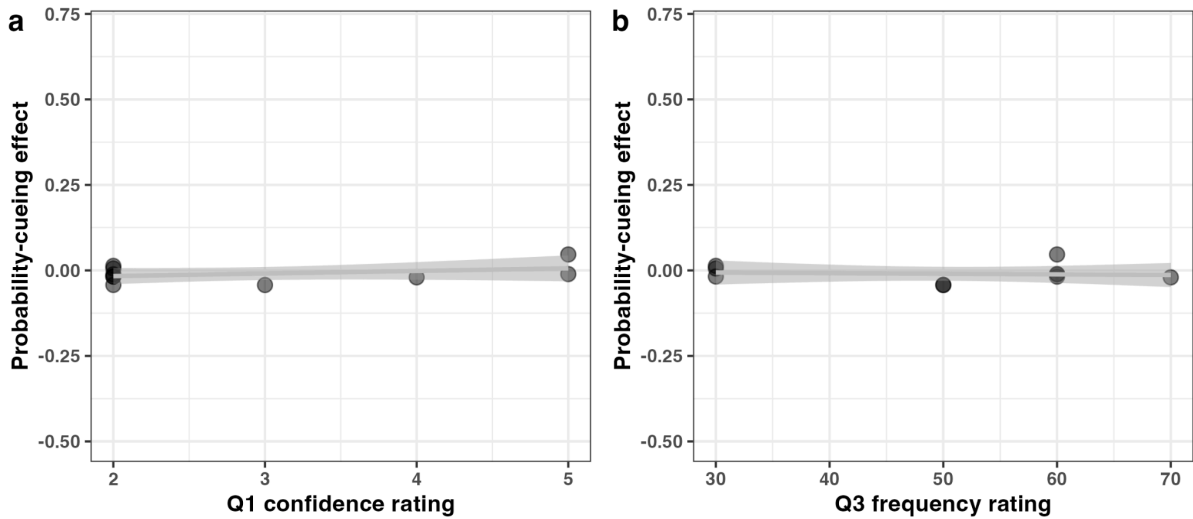 a
Probability-cueing effect
0.75
0.50
0.25
0.00
-0.25
-0.50
2 3 4 5
Q1 confidence rating
b
Probability-cueing effect
0.75
0.50
0.25
0.00
-0.25
-0.50
30 40 50 60 70
Q3 frequency rating